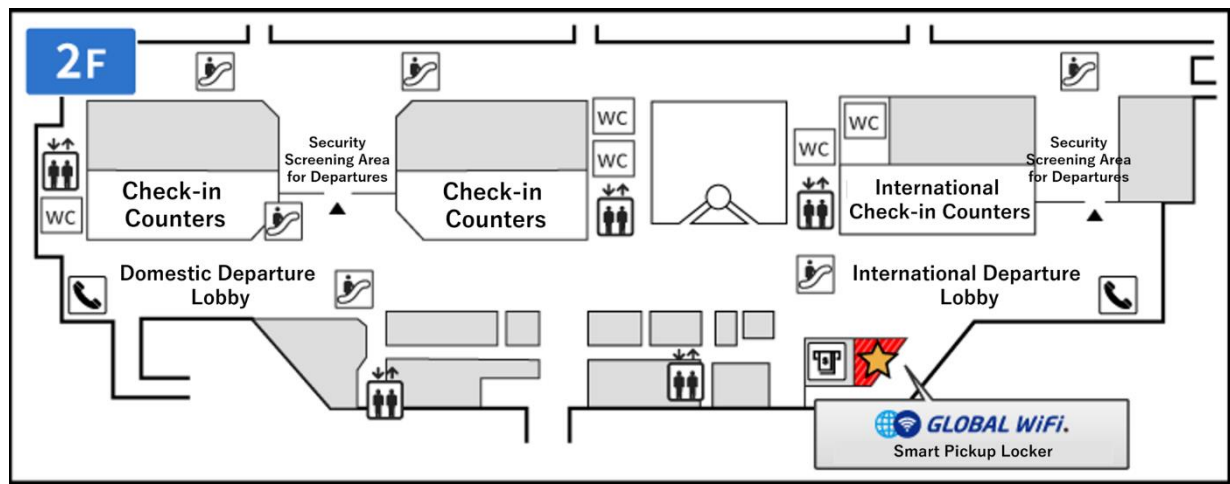 2F
WC
WC
WC
WC
WC
Security
Screening Area
for Departures
Security
Screening Area
for Departures
Check-in
Counters
Check-in
Counters
International
Check-in Counters
Domestic Departure
Lobby
International Departure
Lobby
GLOBAL WiFi.
Smart Pickup Locker